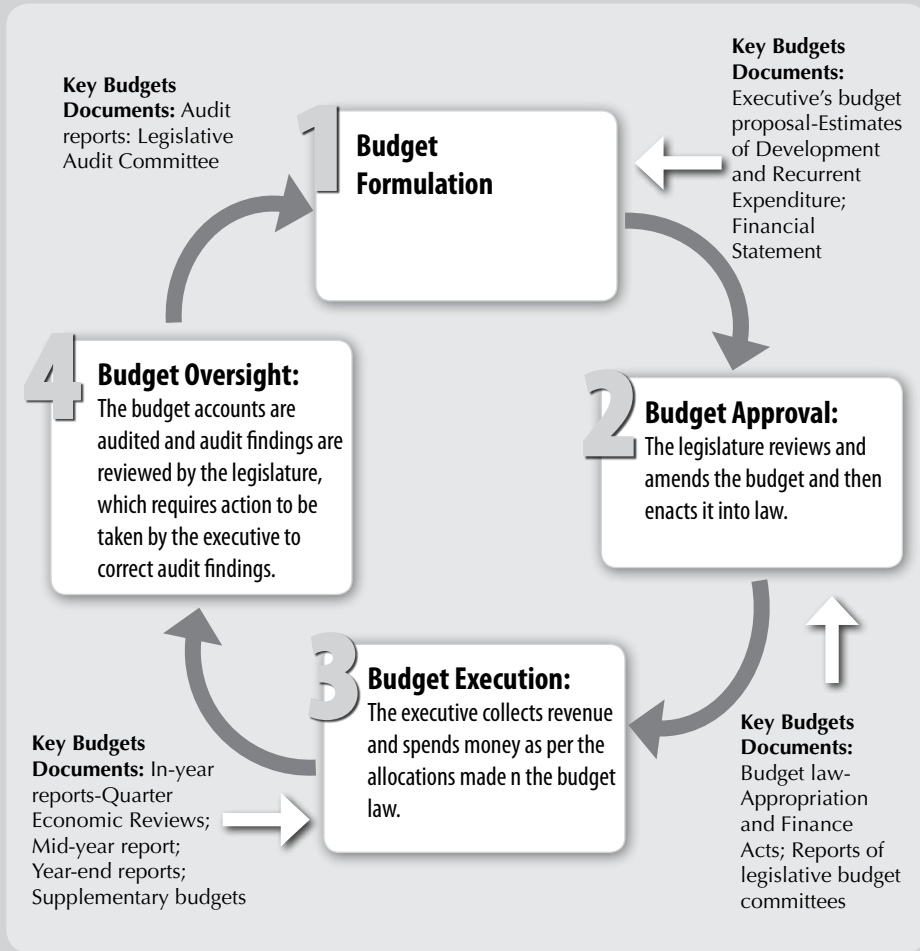 Key Budgets
Documents: Audit
reports: Legislative
Audit Committee
1
Budget
Formulation
Key Budgets
Documents:
Executive's budget
proposal-Estimates
of Development
and Recurrent
Expenditure;
Financial
Statement
2
Budget Approval:
The legislature reviews and
amends the budget and then
enacts it into law.
Key Budgets
Documents:
Budget law-
Appropriation
and Finance
Acts; Reports of
legislative budget
committees
3
Budget Execution:
The executive collects revenue
and spends money as per the
allocations made n the budget
law.
Key Budgets
Documents: In-year
reports-Quarter
Economic Reviews;
Mid-year report;
Year-end reports;
Supplementary budgets
4
Budget Oversight:
The budget accounts are
audited and audit findings are
reviewed by the legislature,
which requires action to be
taken by the executive to
correct audit findings.